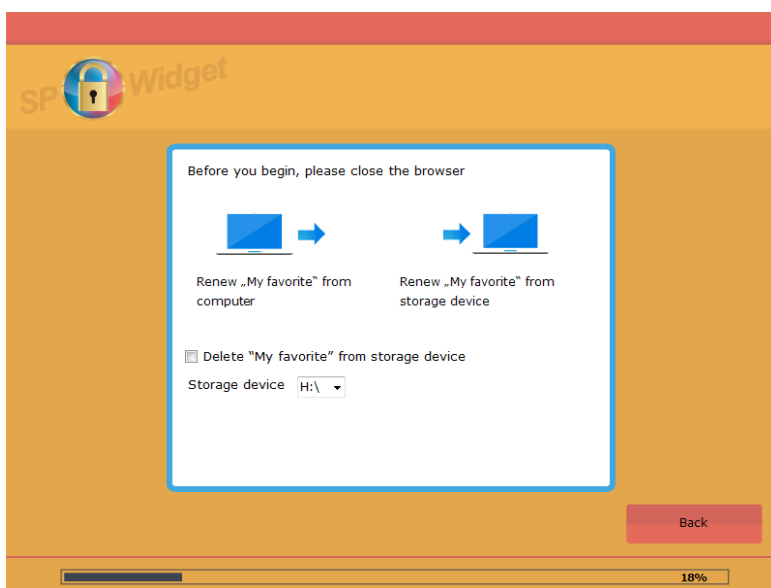 SP Widget
Before you begin, please close the browser
Renew „My favorite“ from
computer
Renew „My favorite“ from
storage device
Delete “My favorite” from storage device
Storage device H:\
Back
18%